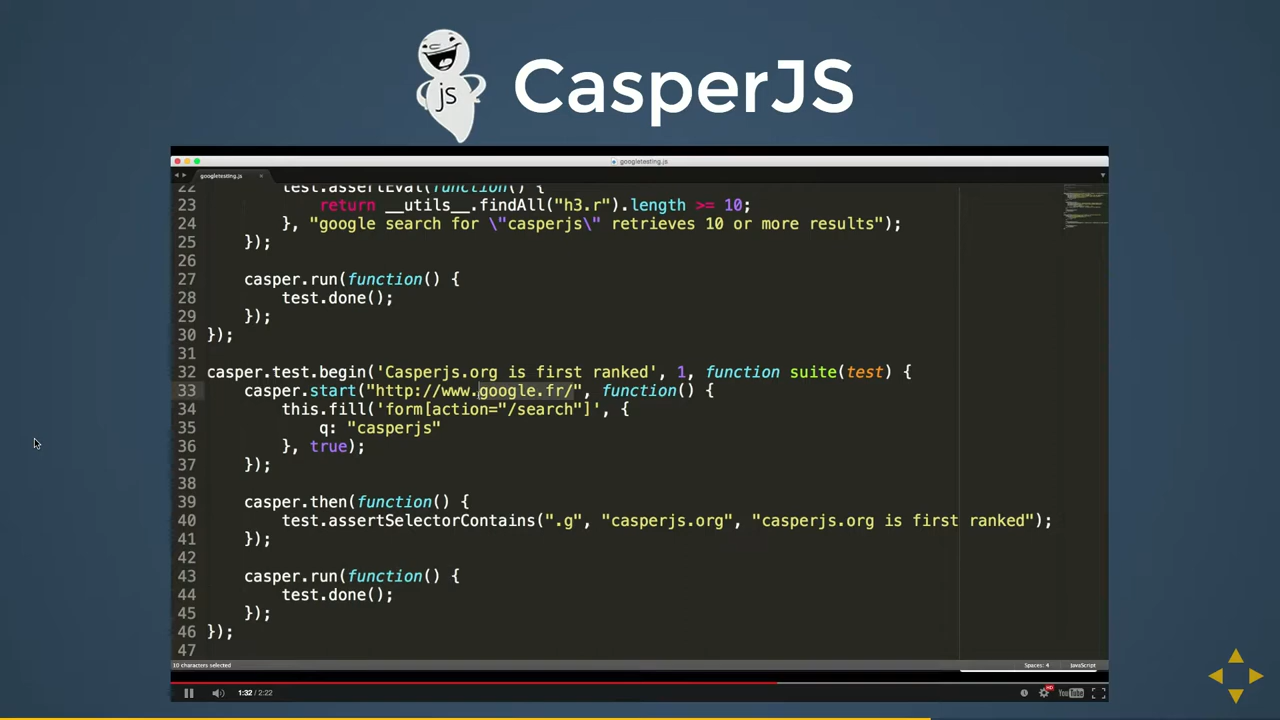 js
CasperJS
googletesting.js
googletesting.js
22 test.assertEval(function() {
23 return __utils__.findAll("h3.r").length >= 10;
24 }, "google search for \"casperjs\" retrieves 10 or more results");
25 });
26
27 casper.run(function() {
28 test.done();
29 });
30 });
31
32 casper.test.begin('Casperjs.org is first ranked', 1, function suite(test) {
33 casper.start("http://www.google.fr/", function() {
34 this.fill('form[action="/search"]', {
35 q: "casperjs"
36 }, true);
37 });
38
39 casper.then(function() {
40 test.assertSelectorContains(".g", "casperjs.org", "casperjs.org is first ranked");
41 });
42
43 casper.run(function() {
44 test.done();
45 });
46 });
47
10 characters selected
Spaces: 4
JavaScript
1:32 / 2:22
HD
YouTube